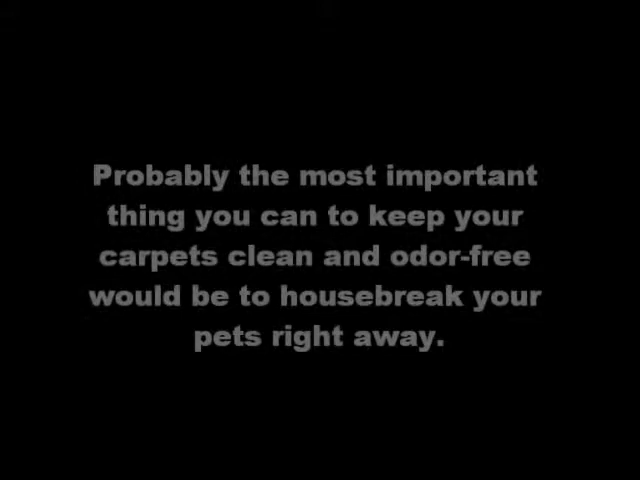 Probably the most important
thing you can to keep your
carpets clean and odor-free
would be to housebreak your
pets right away.